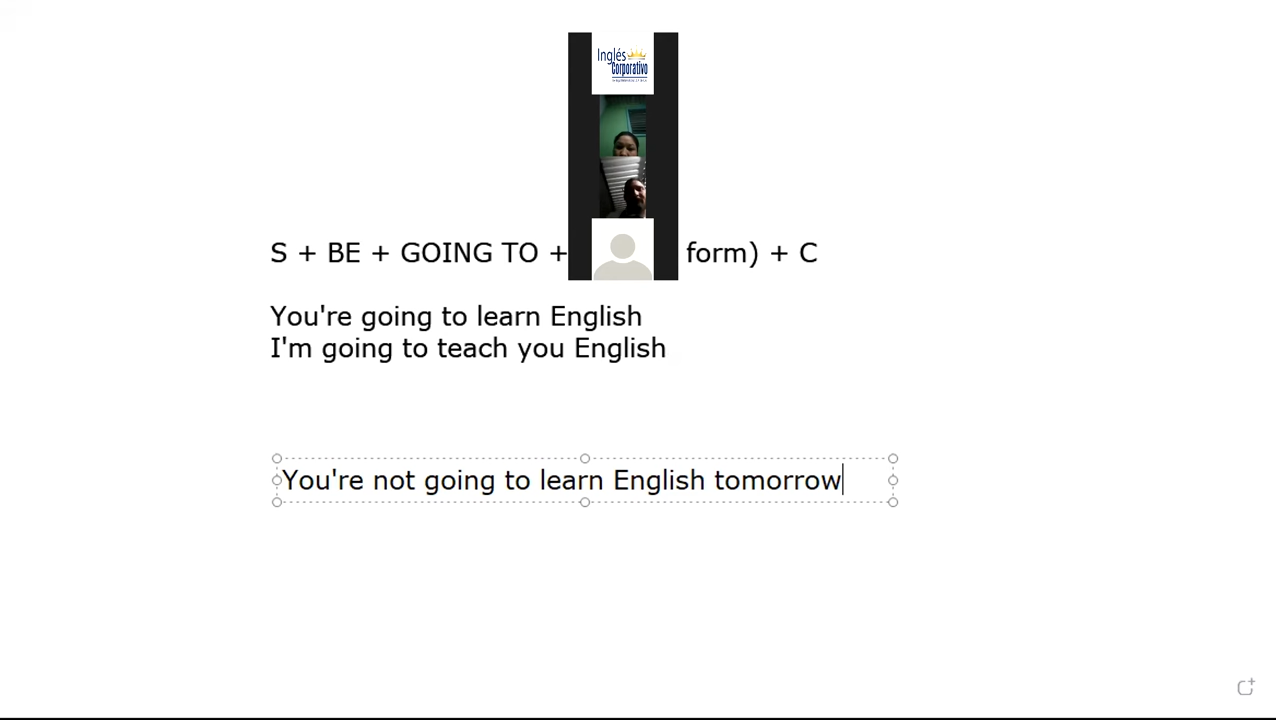 Inglés
Corporativo
S + BE + GOING TO + form) + C
You're going to learn English
I'm going to teach you English
You're not going to learn English tomorrow